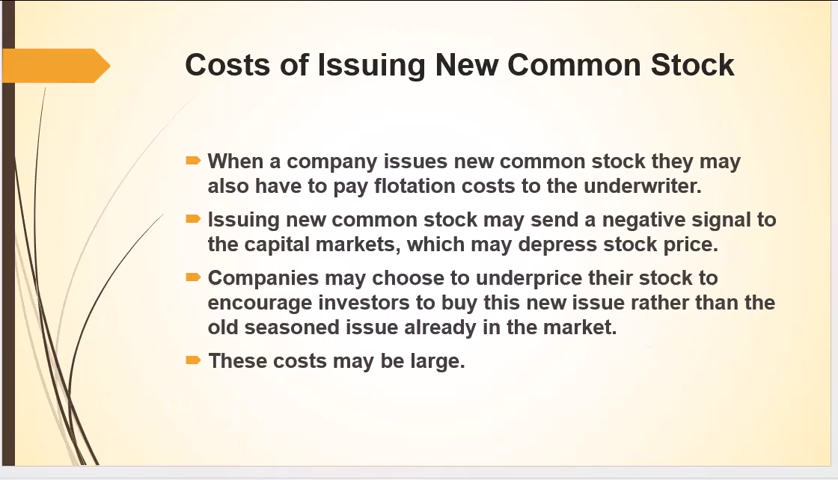 Costs of Issuing New Common Stock
When a company issues new common stock they may
also have to pay flotation costs to the underwriter.
Issuing new common stock may send a negative signal to
the capital markets, which may depress stock price.
Companies may choose to underprice their stock to
encourage investors to buy this new issue rather than the
old seasoned issue already in the market.
These costs may be large.